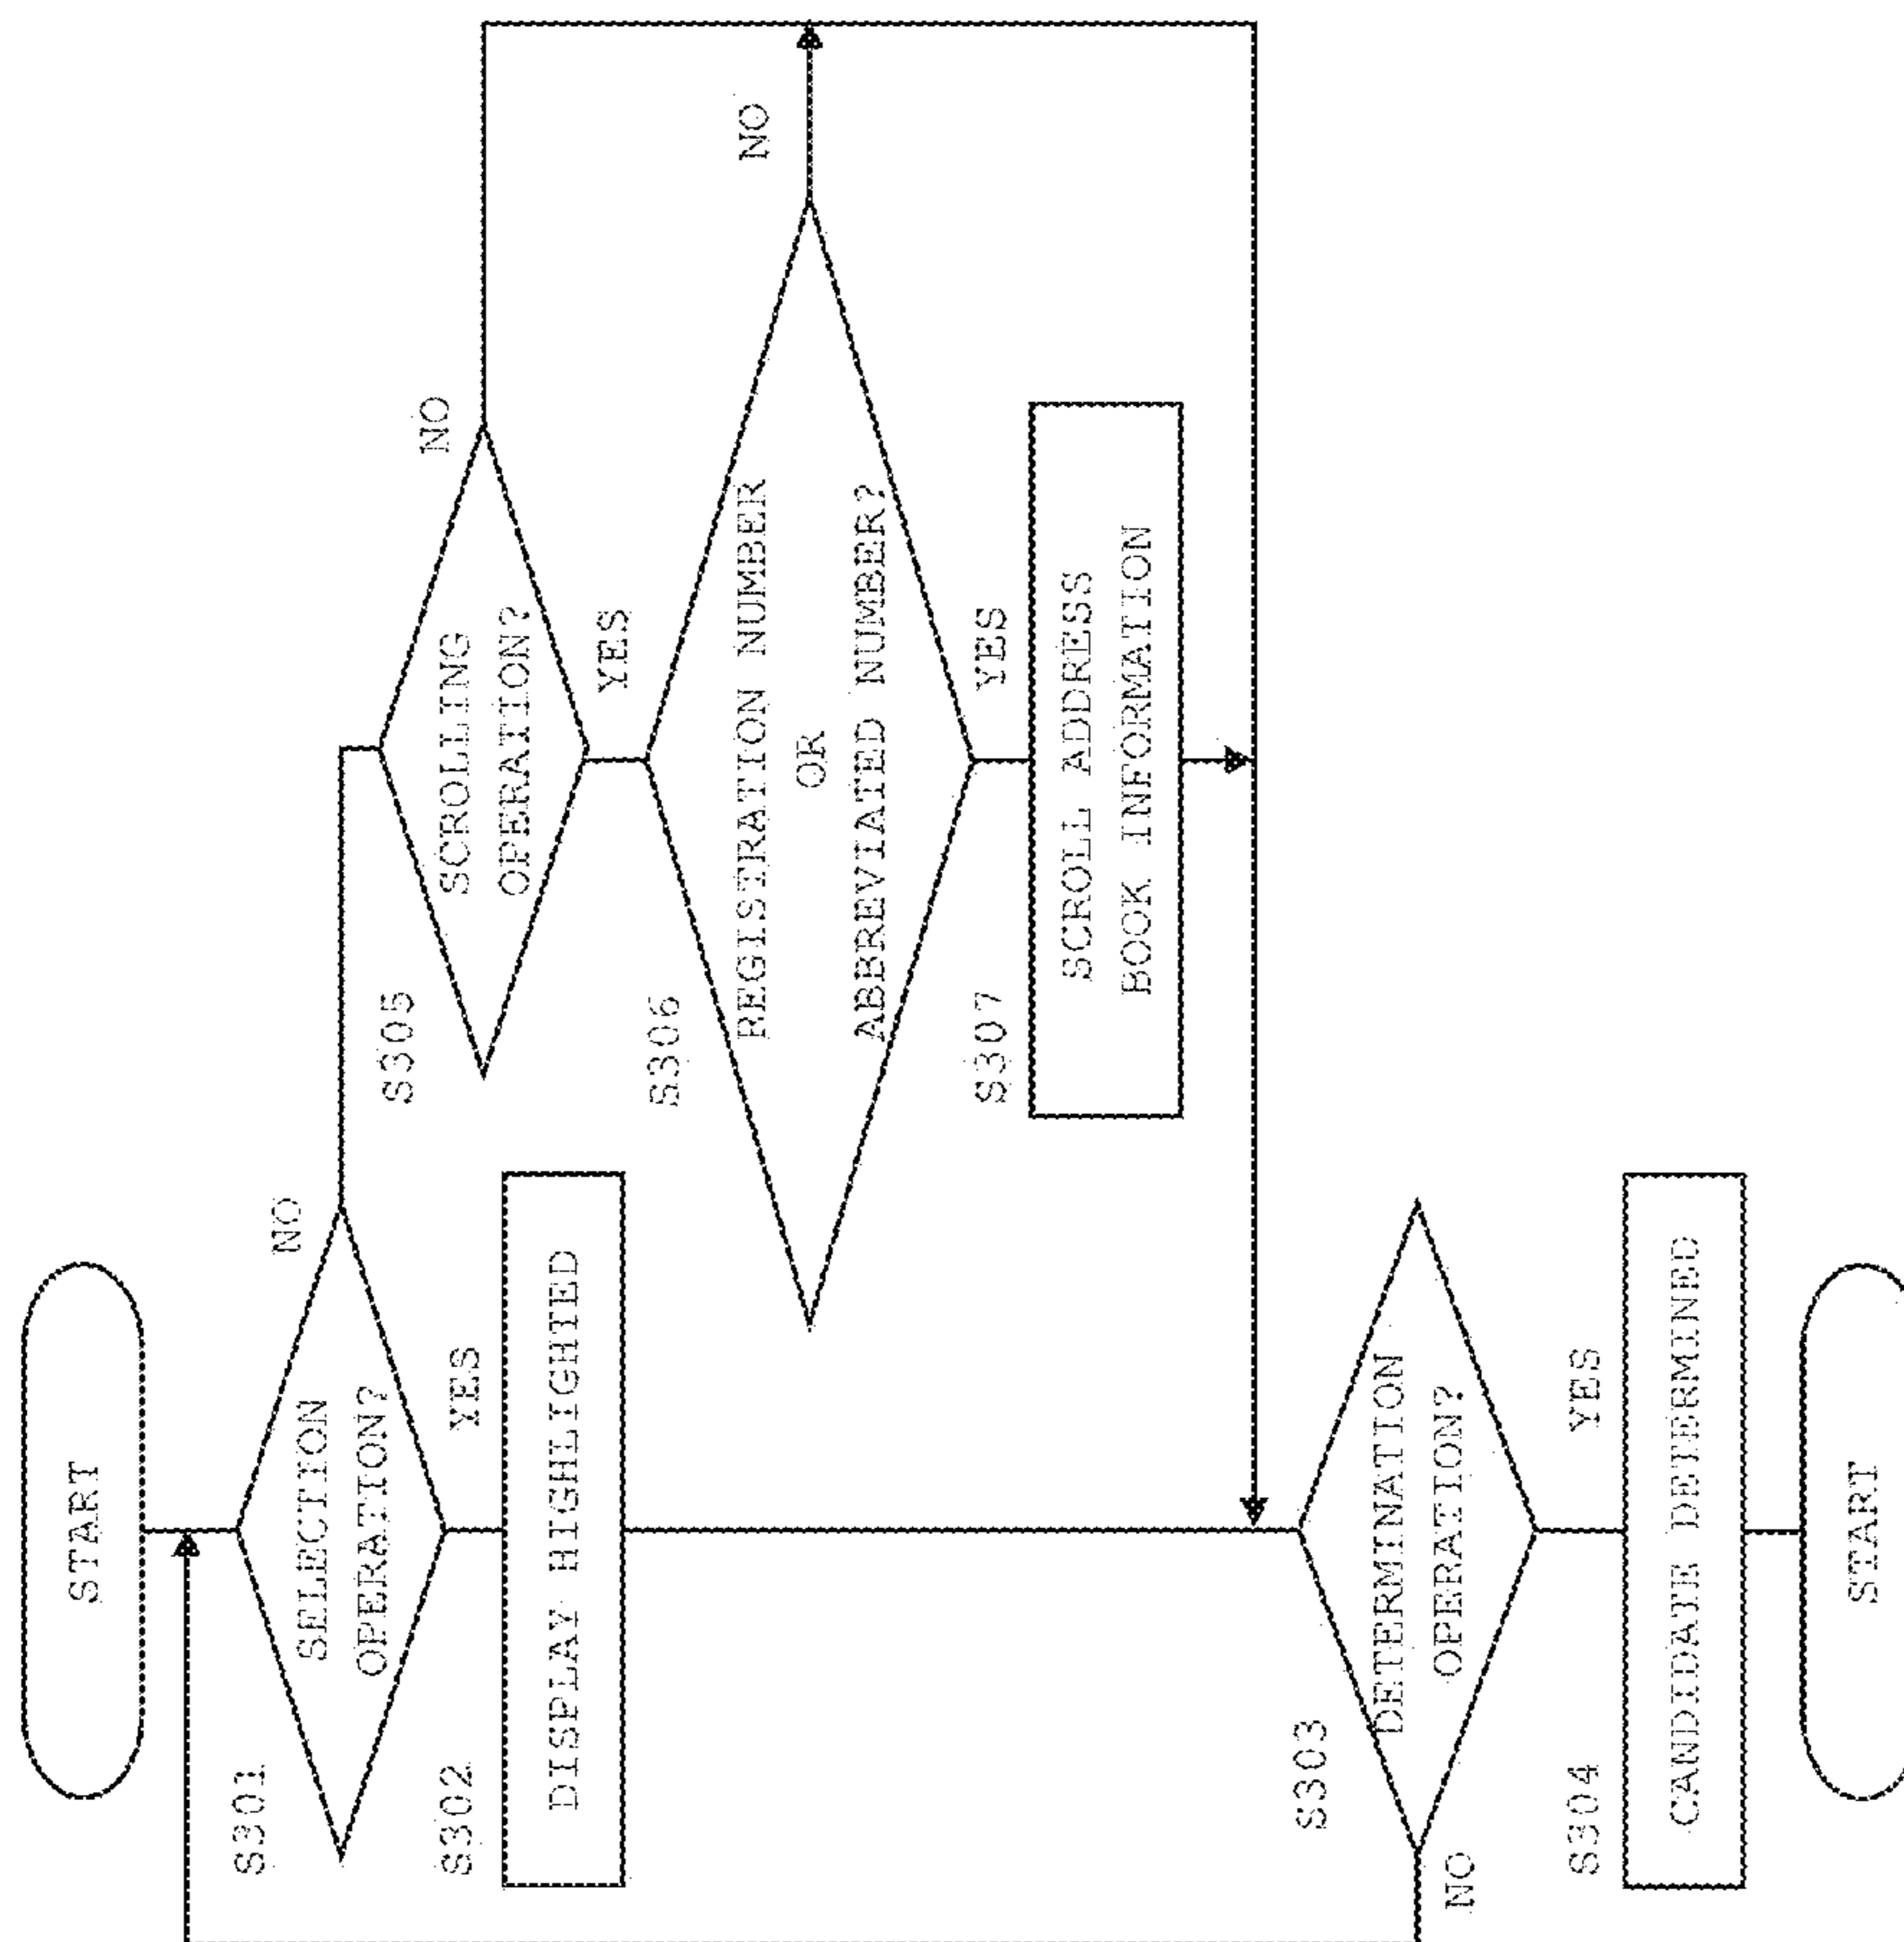 START
S301
SELECTION
OPERATION?
NO
YES
S302
DISPLAY HIGHLIGHTED
S305
SCROLLING
OPERATION?
NO
YES
S306
REGISTRATION NUMBER
OR
ABBREVIATED NUMBER?
NO
YES
S307
SCROLL ADDRESS
BOOK INFORMATION
S303
DETERMINATION
OPERATION?
NO
YES
S304
CANDIDATE DETERMINED
START